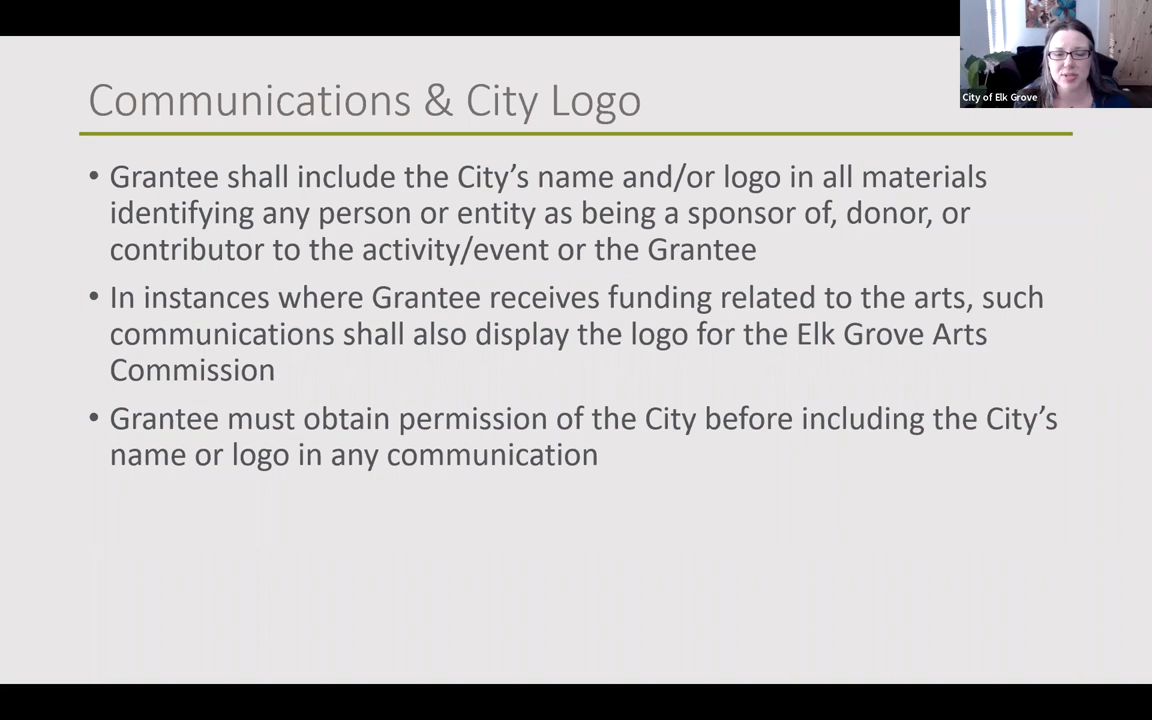 Communications & City Logo
City of Elk Grove
• Grantee shall include the City’s name and/or logo in all materials
identifying any person or entity as being a sponsor of, donor, or
contributor to the activity/event or the Grantee
• In instances where Grantee receives funding related to the arts, such
communications shall also display the logo for the Elk Grove Arts
Commission
• Grantee must obtain permission of the City before including the City’s
name or logo in any communication